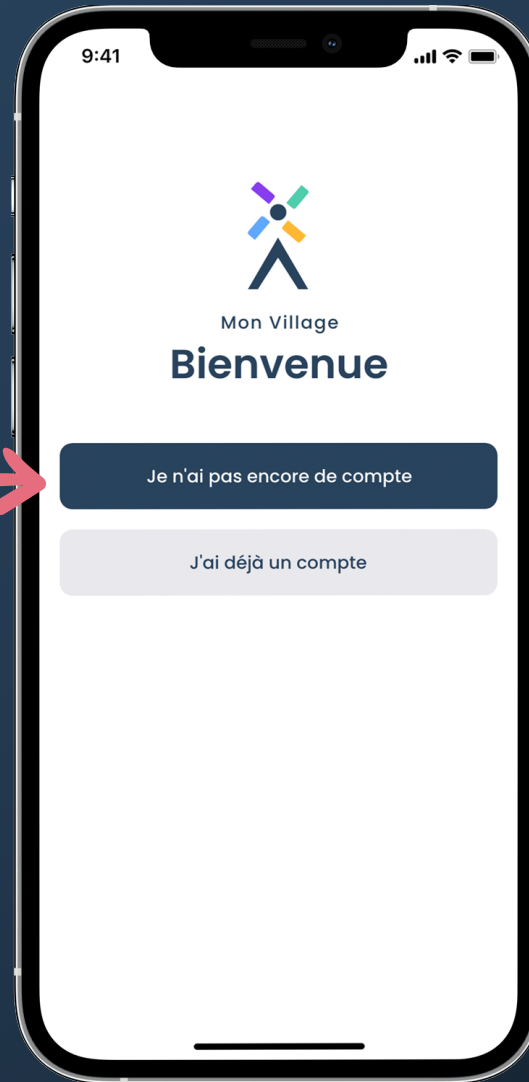 9:41
Mon Village
Bienvenue
Je n'ai pas encore de compte
J'ai déjà un compte